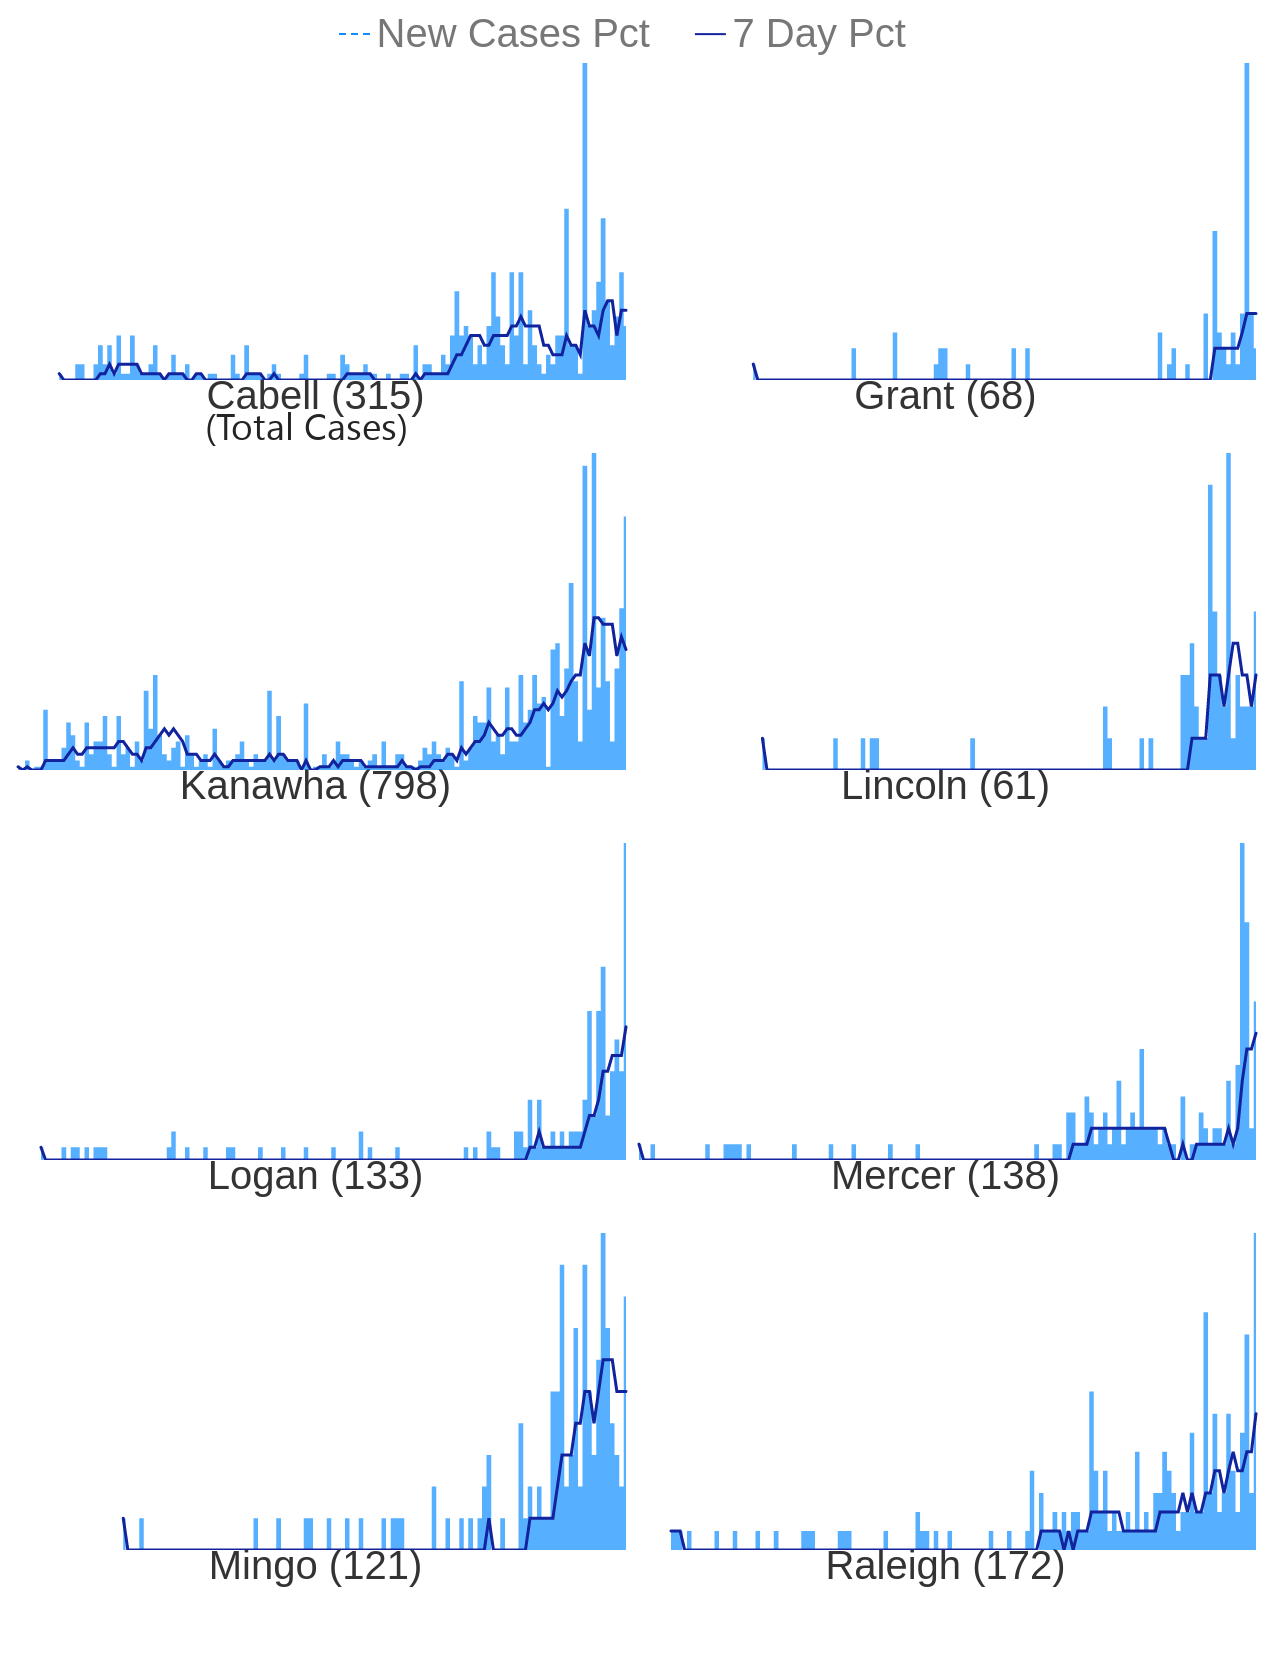 New Cases Pct 7 Day Pct
Cabell (315) Grant (68)
(Total Cases)
Kanawha (798) Lincoln (61)
Logan (133) Mercer (138)
Mingo (121) Raleigh (172)